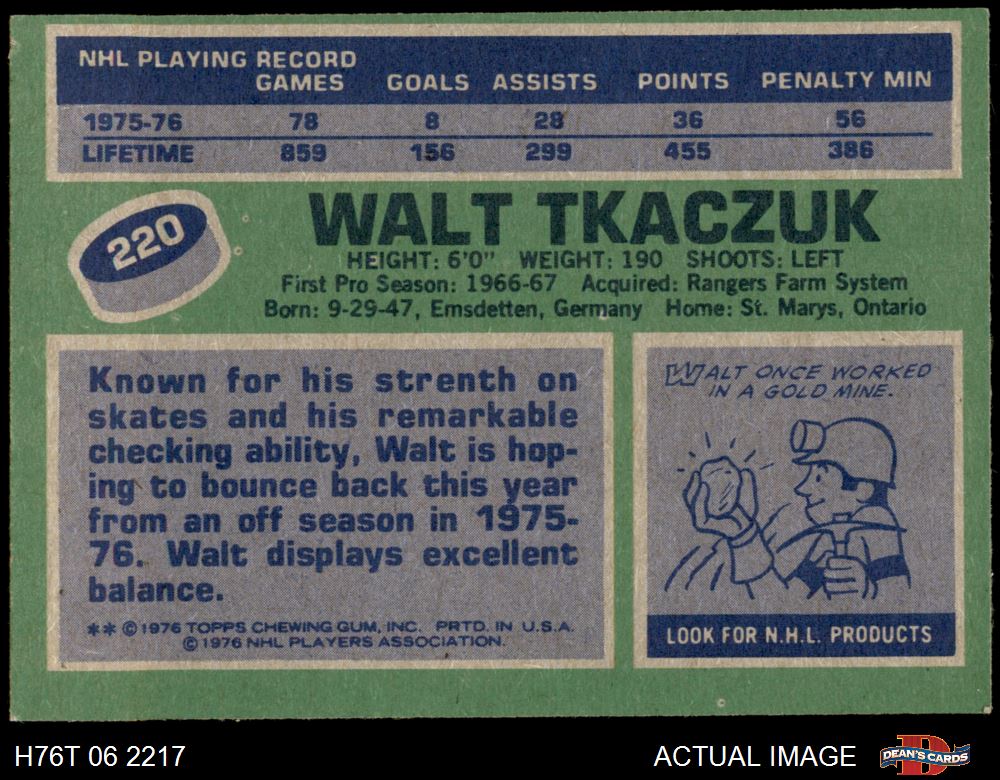 NHL PLAYING RECORD
GAMES GOALS ASSISTS POINTS PENALTY MIN
1975-76 78 8 28 36 56
LIFETIME 859 156 299 455 386
220
WALT TKACZUK
HEIGHT: 6'0" WEIGHT: 190 SHOOTS: LEFT
First Pro Season: 1966-67 Acquired: Rangers Farm System
Born: 9-29-47, Emsdetten, Germany Home: St. Marys, Ontario
Known for his strenth on
skates and his remarkable
checking ability, Walt is hop-
ing to bounce back this year
from an off season in 1975-
76. Walt displays excellent
balance.
** © 1976 TOPPS CHEWING GUM, INC. PRTD. IN U.S.A.
© 1976 NHL PLAYERS ASSOCIATION.
WALT ONCE WORKED
IN A GOLD MINE.
LOOK FOR N.H.L. PRODUCTS
H76T 06 2217
ACTUAL IMAGE
DEAN'S CARDS